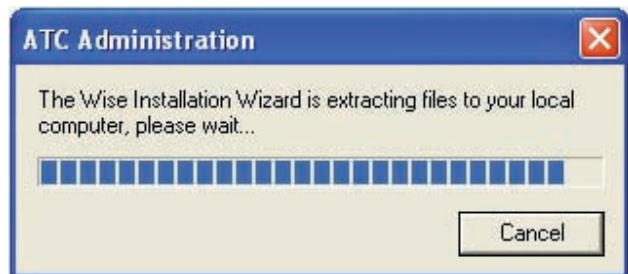 ATC Administration
The Wise Installation Wizard is extracting files to your local
computer, please wait...
Cancel